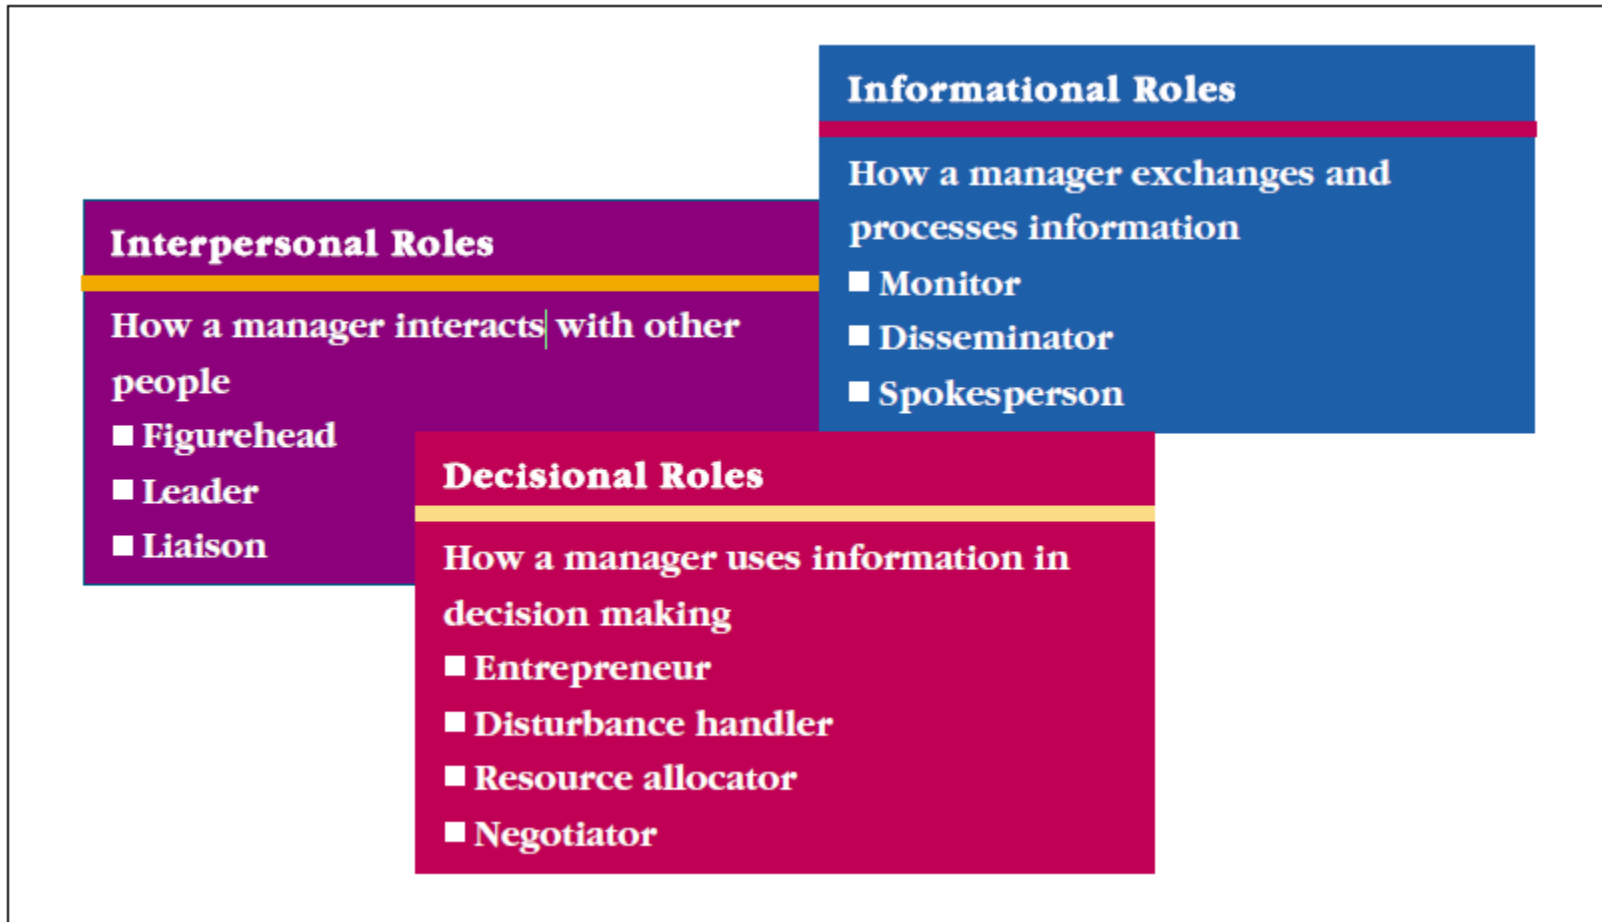 Interpersonal Roles
How a manager interacts with other
people
Figurehead
Leader
Liaison
Informational Roles
How a manager exchanges and
processes information
Monitor
Disseminator
Spokesperson
Decisional Roles
How a manager uses information in
decision making
Entrepreneur
Disturbance handler
Resource allocator
Negotiator